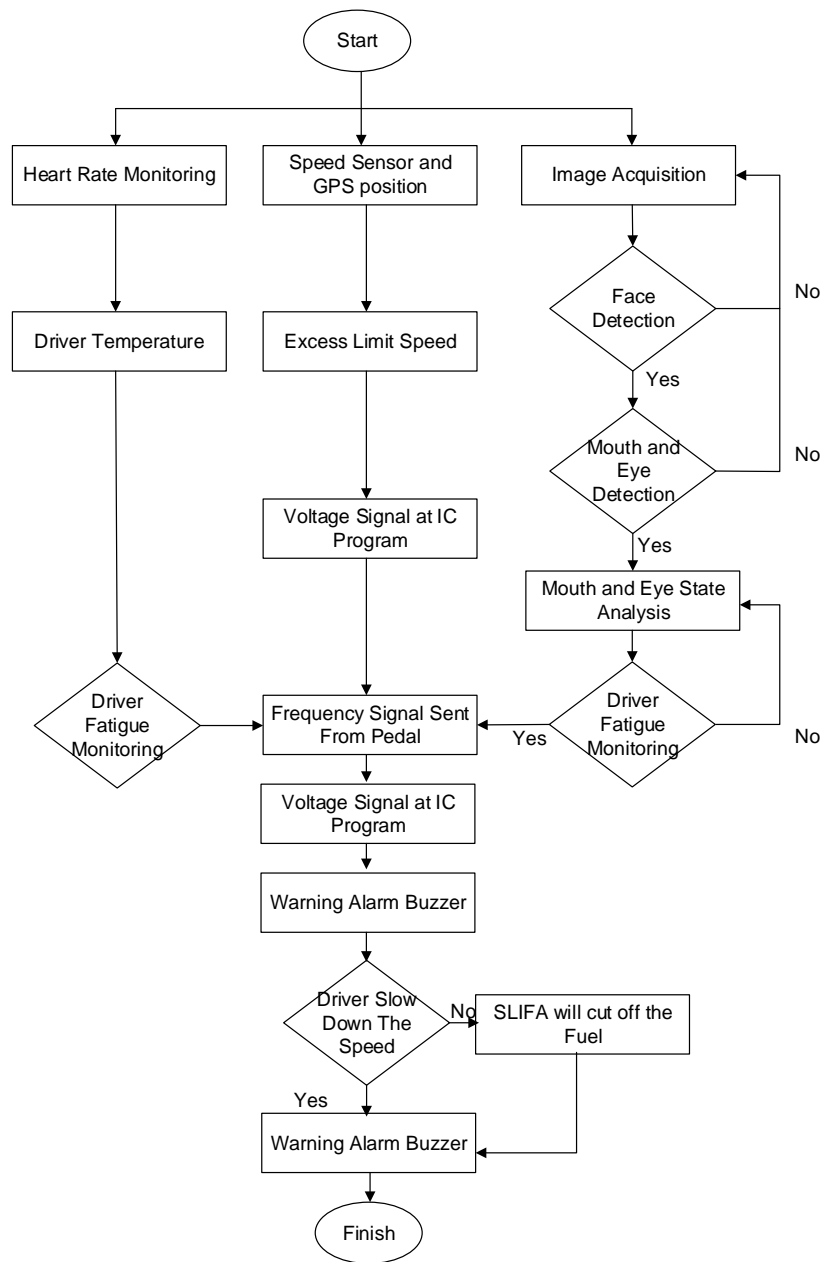 Start
Heart Rate Monitoring
Speed Sensor and
GPS position
Image Acquisition
Face
Detection
No
Yes
Driver Temperature
Excess Limit Speed
Mouth and
Eye
Detection
No
Yes
Voltage Signal at IC
Program
Mouth and Eye State
Analysis
Driver
Fatigue
Monitoring
Frequency Signal Sent
From Pedal
Yes
Driver
Fatigue
Monitoring
No
Voltage Signal at IC
Program
Warning Alarm Buzzer
Driver Slow
Down The
Speed
No
SLIFA will cut off the
Fuel
Yes
Warning Alarm Buzzer
Finish